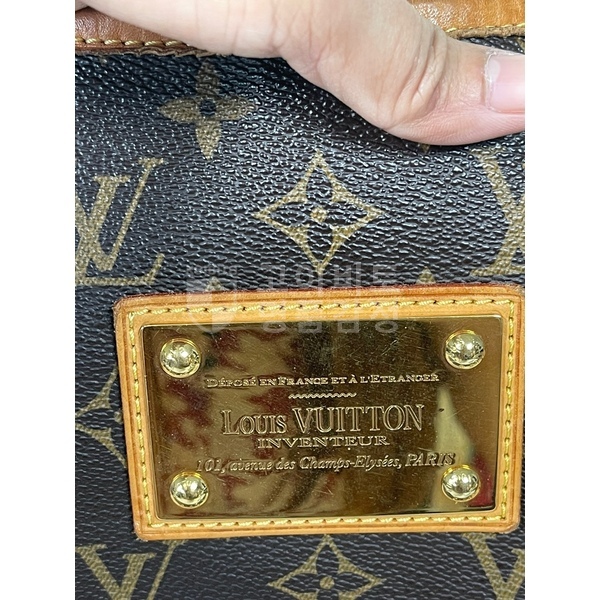 DÉPOSÉ EN FRANCE ET À L'ETRANGER
LOUIS VUITTON
INVENTEUR
101, avenue des Champs-Elysées, PARIS